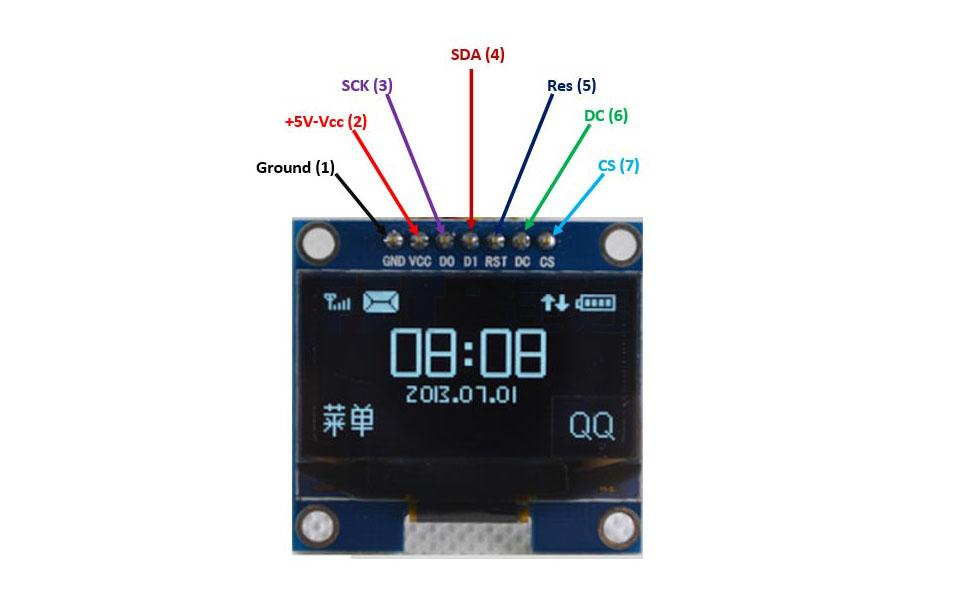 SDA (4)
SCK (3)
Res (5)
+5V-Vcc (2)
DC (6)
Ground (1)
CS (7)
GND VCC D0 D1 RST DC CS
08:08
2013.07.01
菜单
QQ